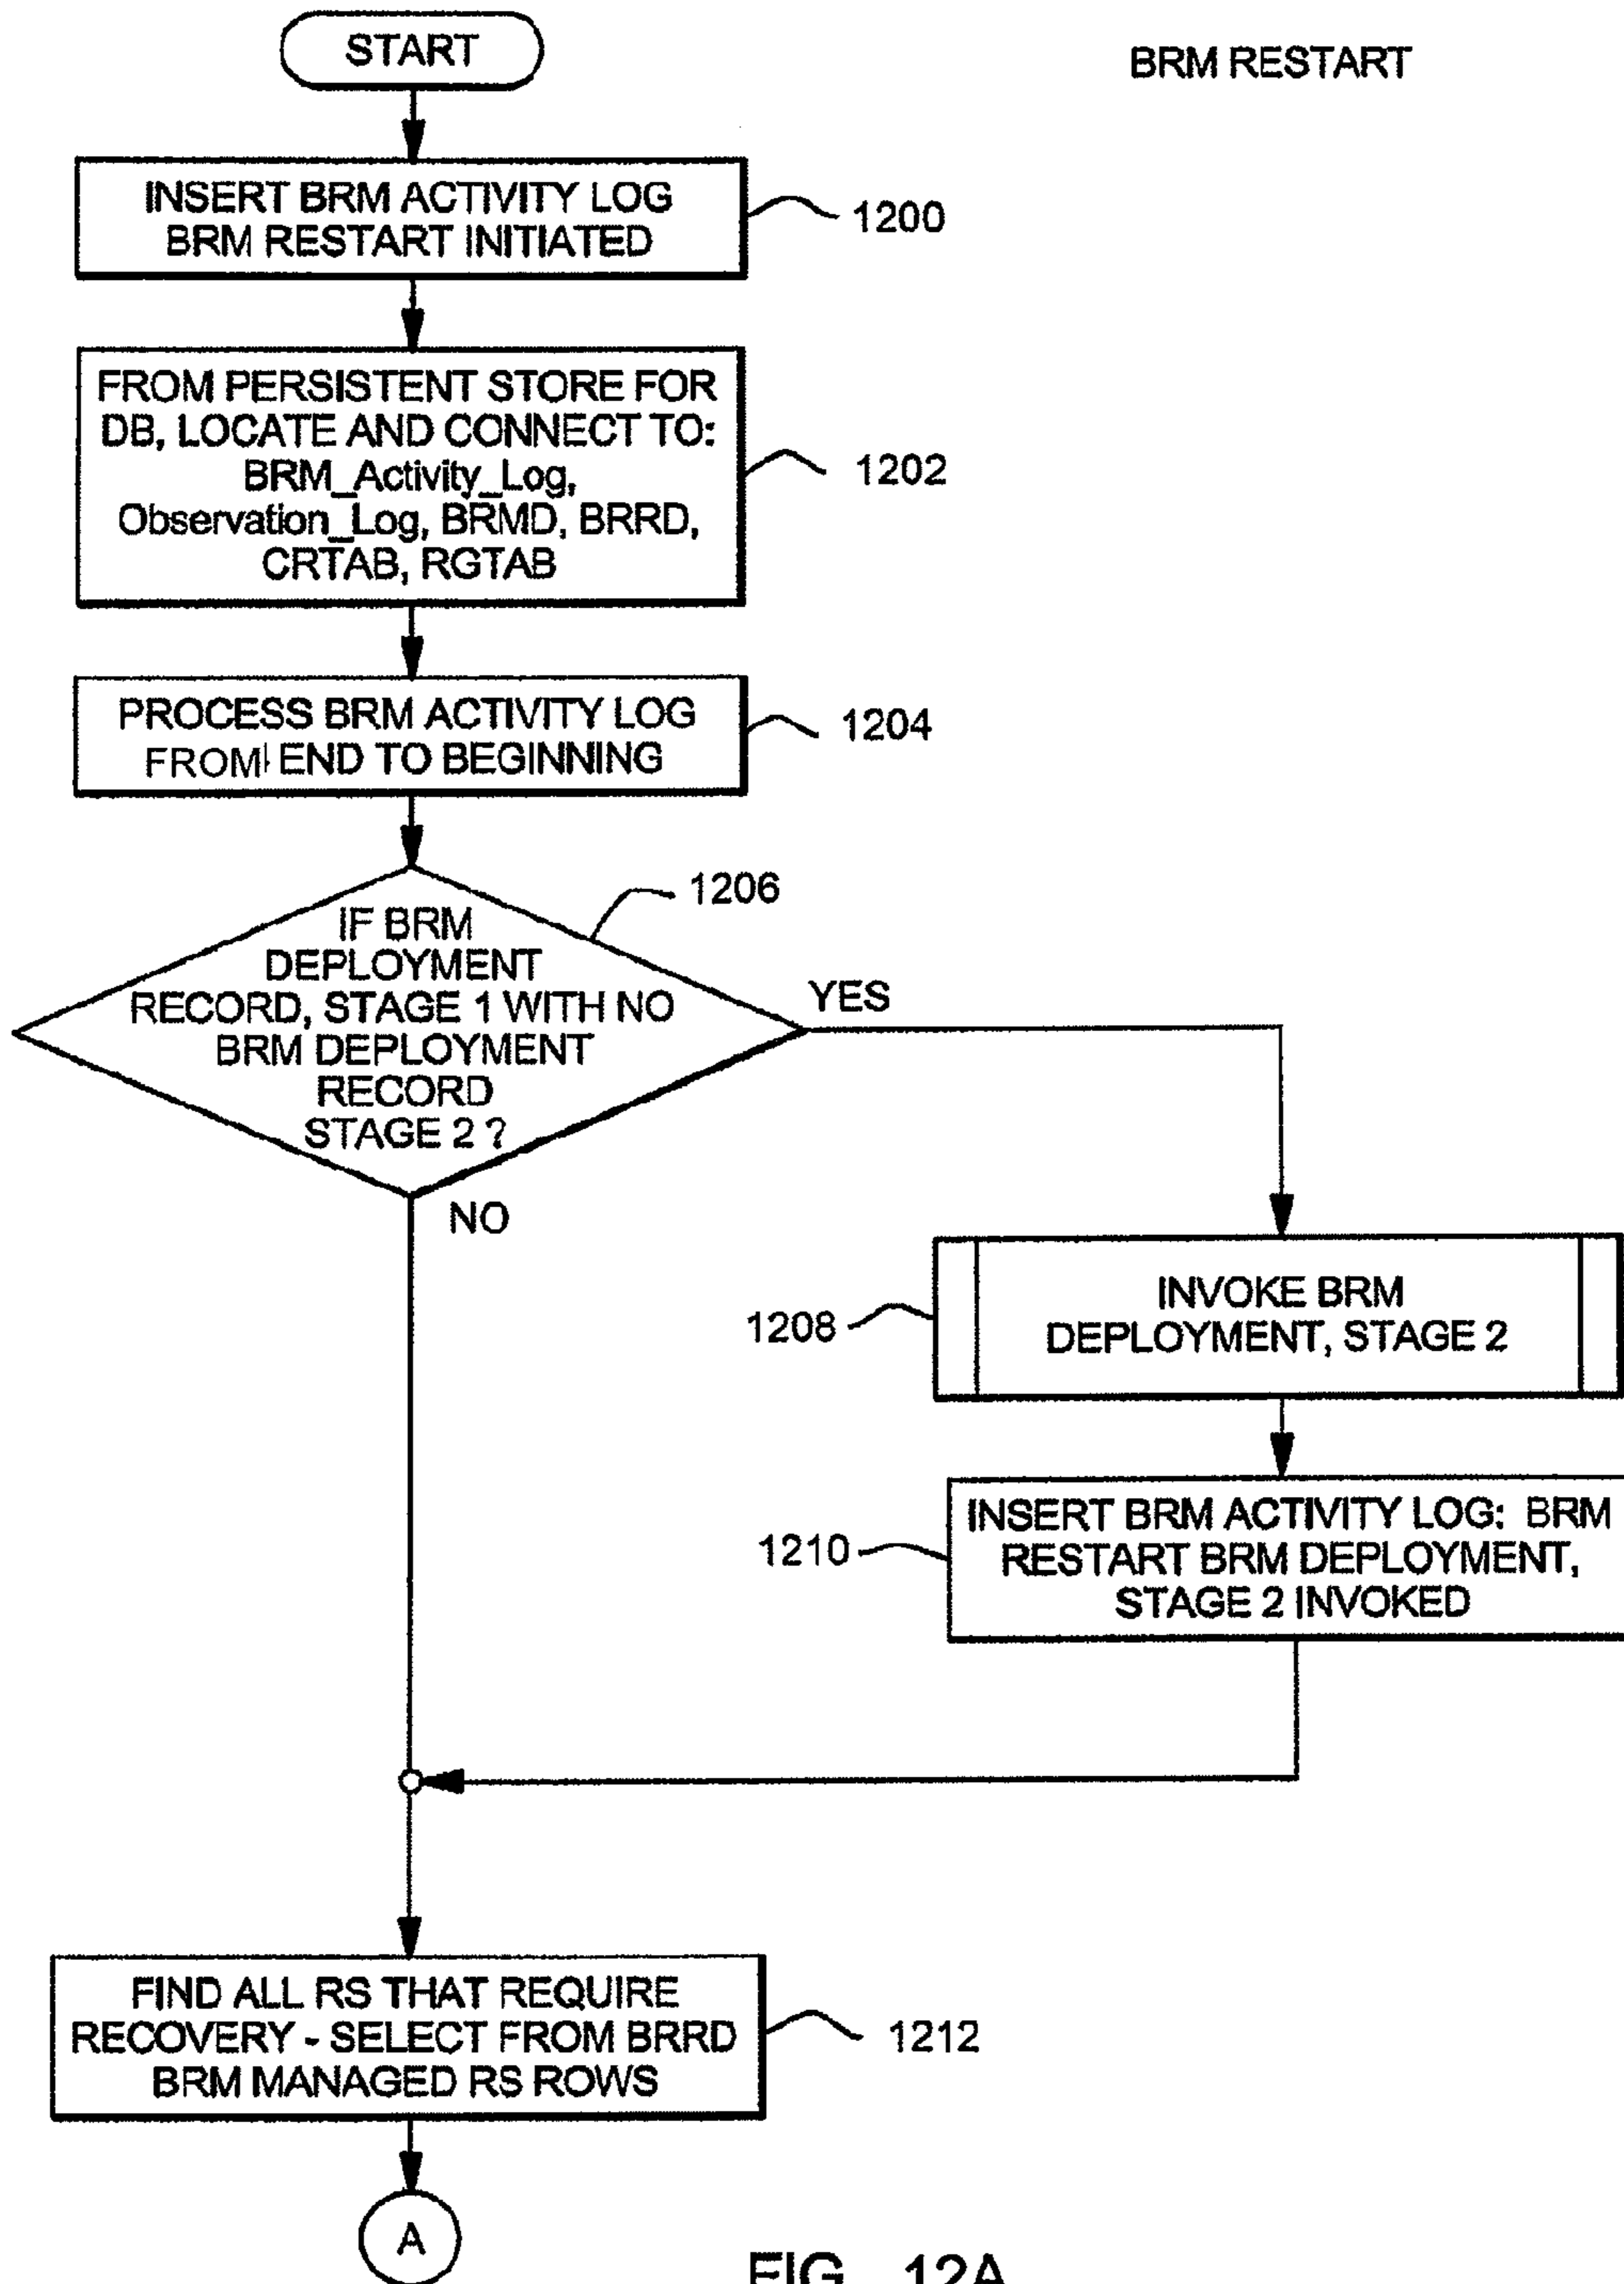 START
BRM RESTART
INSERT BRM ACTIVITY LOG
BRM RESTART INITIATED
1200
FROM PERSISTENT STORE FOR
DB, LOCATE AND CONNECT TO:
BRM_Activity_Log,
Observation_Log, BRMD, BRRD,
CRTAB, RGTAB
1202
PROCESS BRM ACTIVITY LOG
FROM END TO BEGINNING
1204
1206
IF BRM
DEPLOYMENT
RECORD, STAGE 1 WITH NO
BRM DEPLOYMENT
RECORD
STAGE 2 ?
YES
NO
1208
INVOKE BRM
DEPLOYMENT, STAGE 2
1210
INSERT BRM ACTIVITY LOG: BRM
RESTART BRM DEPLOYMENT,
STAGE 2 INVOKED
FIND ALL RS THAT REQUIRE
RECOVERY - SELECT FROM BRRD
BRM MANAGED RS ROWS
1212
A
FIG. 12A